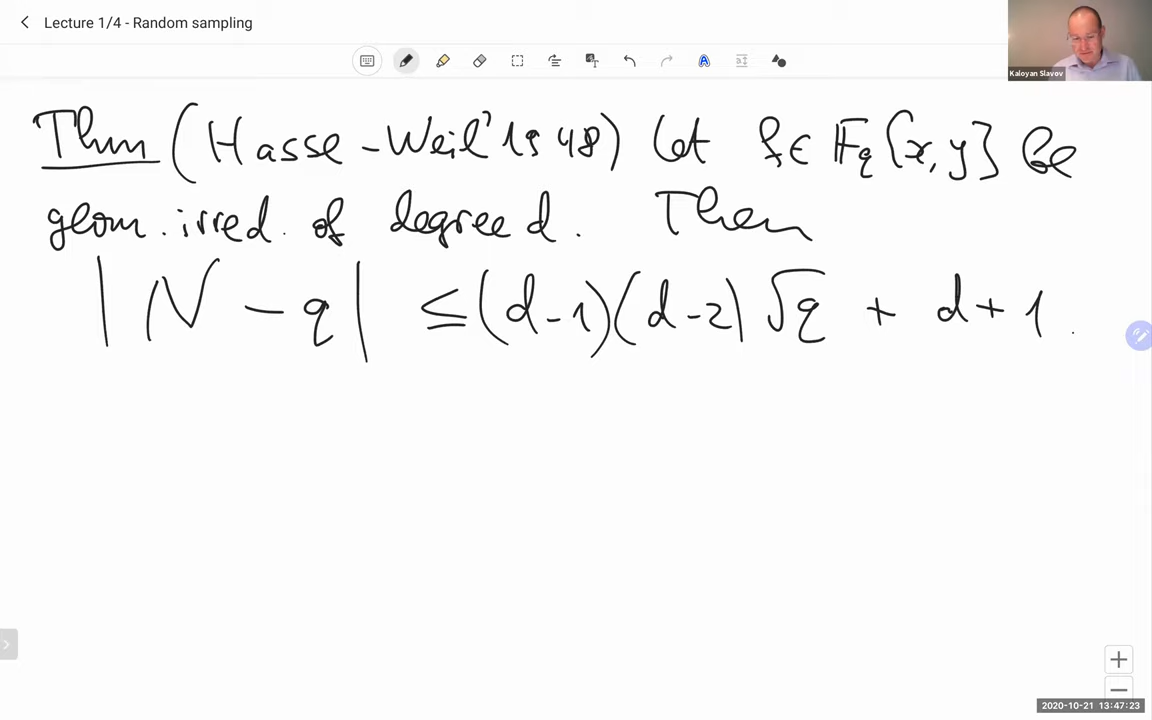 Lecture 1/4 - Random sampling
Kaloyan Slavov
Thm (Hasse-Weil '1948) Let f ∈ F_q[x,y] be
geom. irred. of degree d. Then
| N - q | ≤ (d-1)(d-2) √q + d+1.
2020-10-21 13:47:23